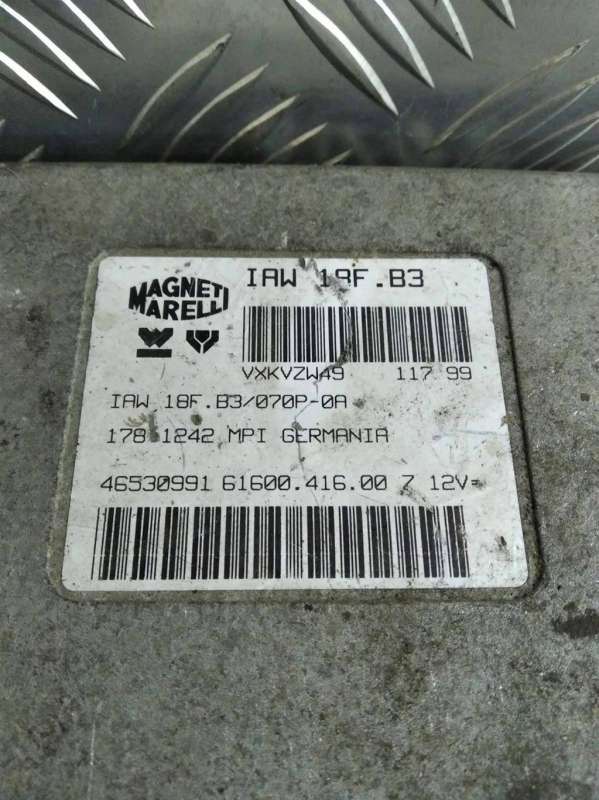 IAW 18F.B3
MAGNETI
MARELLI
VXKVZW49 117 99
IAW 18F.B3/070P-0A
178 1242 MPI GERMANIA
46530991 61600.416.00 7 12V=